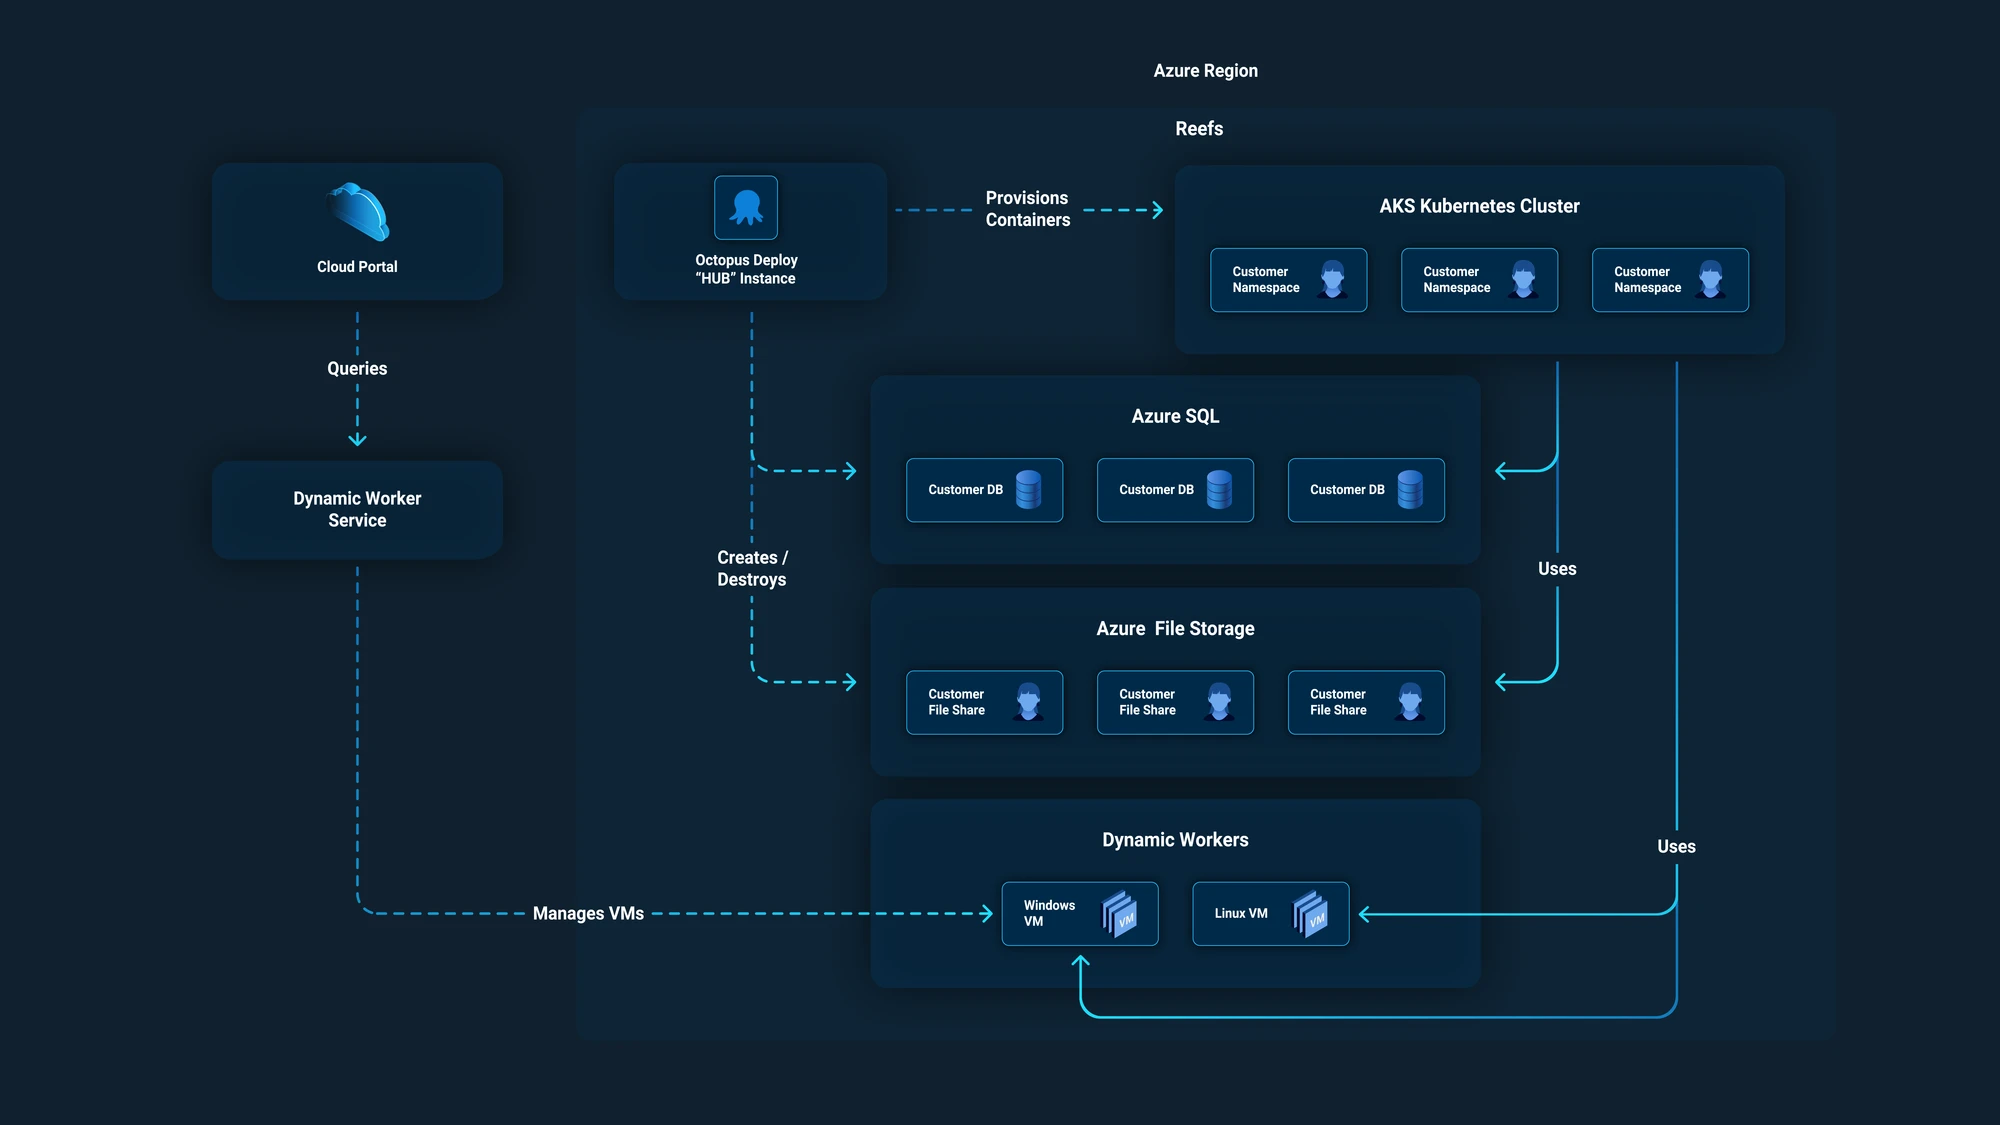 Azure Region
Reefs
Cloud Portal
Queries
Dynamic Worker
Service
Octopus Deploy
“HUB” Instance
Provisions
Containers
AKS Kubernetes Cluster
Customer
Namespace
Customer
Namespace
Customer
Namespace
Azure SQL
Customer DB
Customer DB
Customer DB
Creates /
Destroys
Uses
Azure File Storage
Customer
File Share
Customer
File Share
Customer
File Share
Dynamic Workers
Uses
Manages VMs
Windows
VM
VM
Linux VM
VM